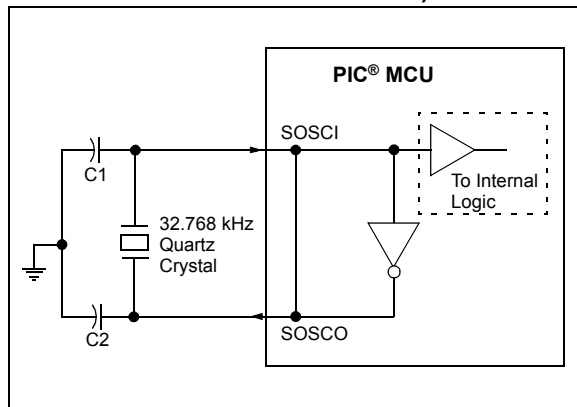 PIC® MCU
SOSCI
C1
To Internal
Logic
32.768 kHz
Quartz
Crystal
C2
SOSCO